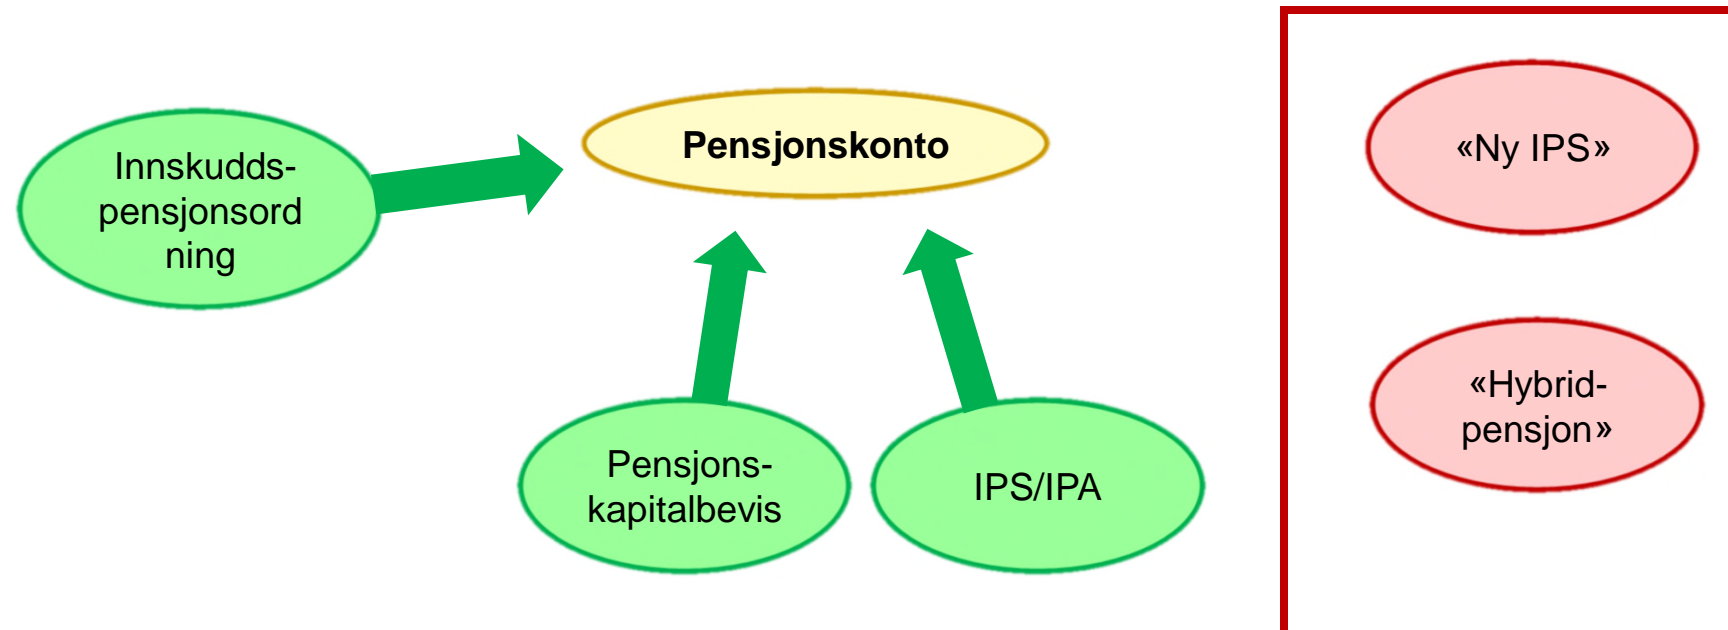 Innskudds-
pensjonsord
ning
Pensjonskonto
Pensjons-
kapitalbevis
IPS/IPA
«Ny IPS»
«Hybrid-
pensjon»